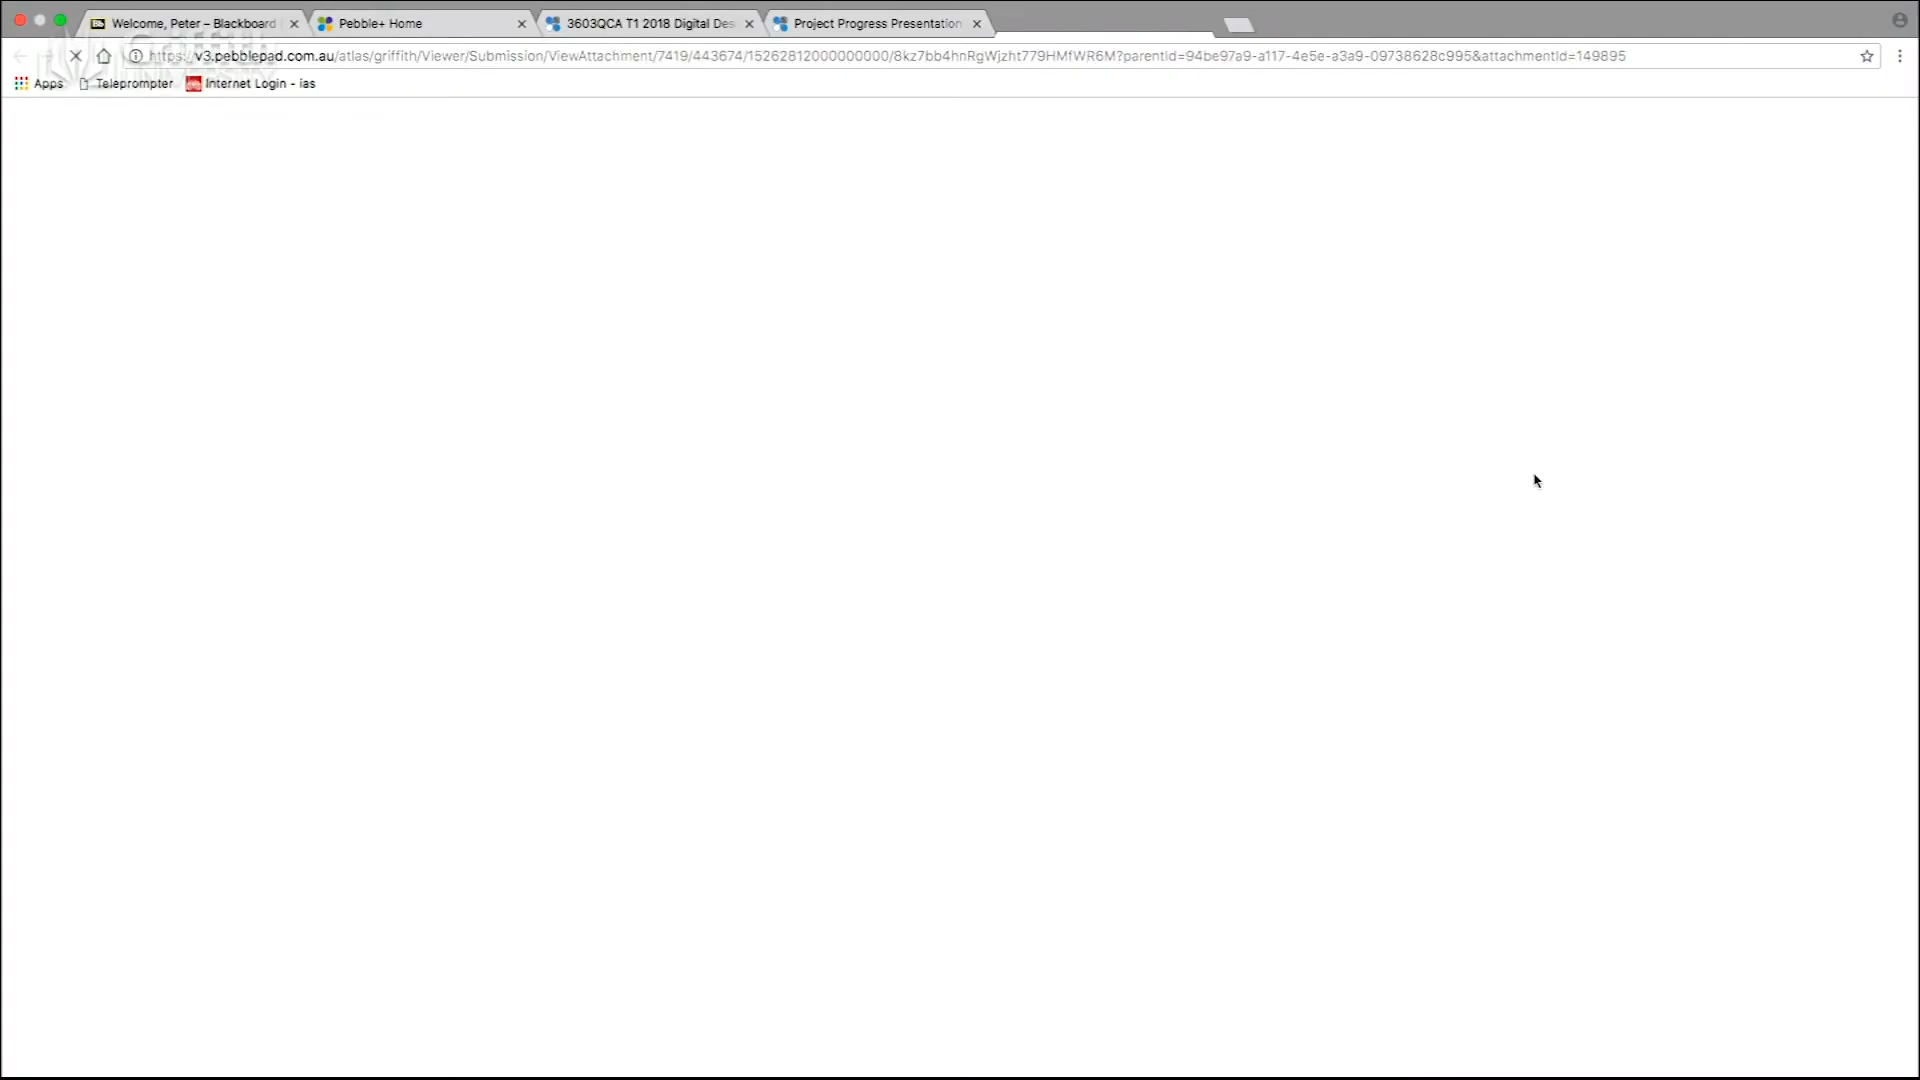 Welcome, Peter – Blackboard
Pebble+ Home
3603QCA T1 2018 Digital Des
Project Progress Presentation
https://v3.pebblepad.com.au/atlas/griffith/Viewer/Submission/ViewAttachment/7419/443674/15262812000000000/8kz7bb4hnRgWjzht779HMfWR6M?parentId=94be97a9-a117-4e5e-a3a9-09738628c995&attachmentId=149895
Apps
Teleprompter
Internet Login - ias
Griffith
UNIVERSITY